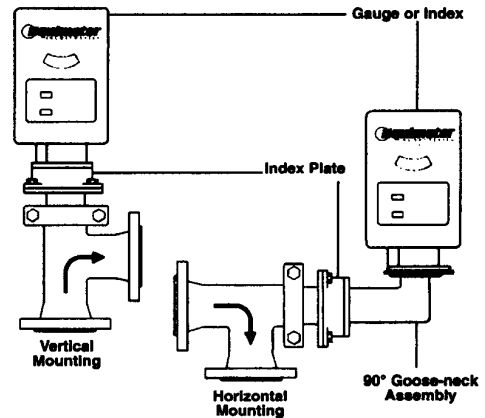 Gauge or Index
Index Plate
Vertical
Mounting
Horizontal
Mounting
90° Goose-neck
Assembly